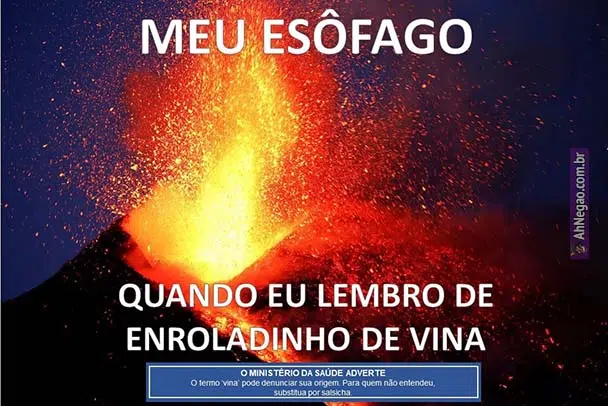 MEU ESÔFAGO
AhNegao.com.br
QUANDO EU LEMBRO DE
ENROLADINHO DE VINA
O MINISTÉRIO DA SAÚDE ADVERTE
O termo 'vina' pode denunciar sua origem. Para quem não entendeu,
substitua por salsicha